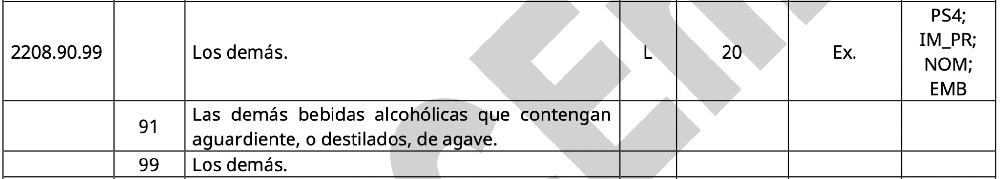 2208.90.99 Los demás. L 20 Ex. PS4; IM_PR; NOM; EMB
91 Las demás bebidas alcohólicas que contengan
aguardiente, o destilados, de agave.
99 Los demás.